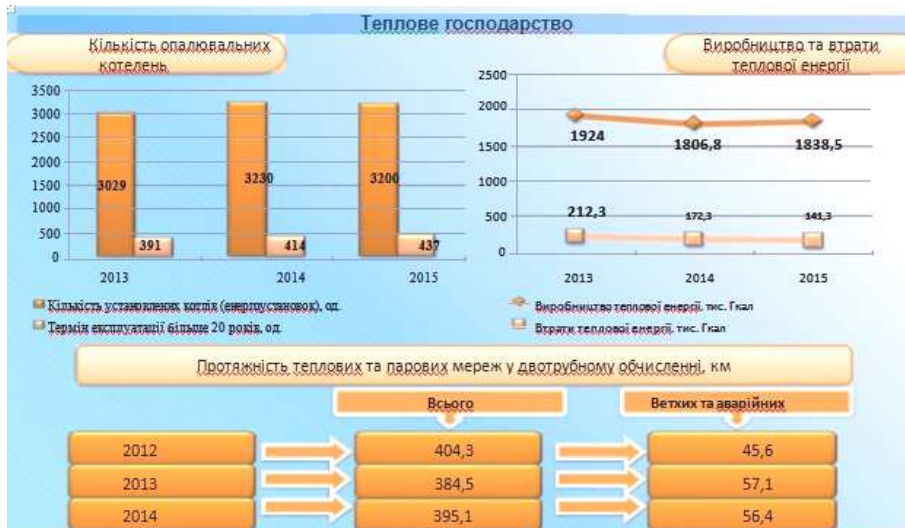 Теплове господарство
Кількість опалювальних
котелень
Виробництво та втрати
теплової енергії
3500
3000
2500
2000
1500
1000
500
0
3029
391
3230
414
3200
437
2013
2014
2015
Кількість установлених котлів (енергоустановок), од.
Термін експлуатації більше 20 років, од.
2500
2000
1500
1000
500
0
1924
1806,8
1838,5
212,3
172,3
141,3
2013
2014
2015
Виробництво теплової енергії, тис. Гкал
Втрати теплової енергії, тис. Гкал
Протяжність теплових та парових мереж у двотрубному обчисленні, км
Всього
Ветхих та аварійних
2012 404,3 45,6
2013 384,5 57,1
2014 395,1 56,4